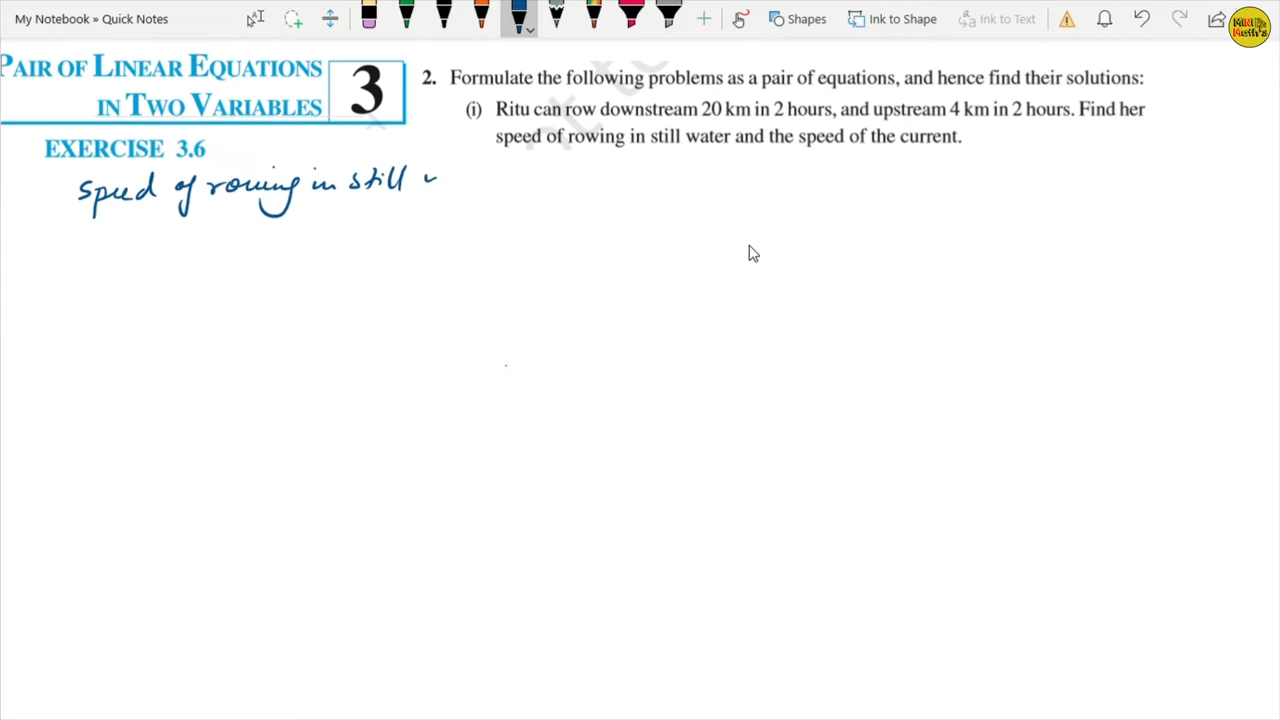 My Notebook » Quick Notes
Shapes
Ink to Shape
Ink to Text
PAIR OF LINEAR EQUATIONS
IN TWO VARIABLES
3
EXERCISE 3.6
2. Formulate the following problems as a pair of equations, and hence find their solutions:
(i) Ritu can row downstream 20 km in 2 hours, and upstream 4 km in 2 hours. Find her
speed of rowing in still water and the speed of the current.
speed of rowing in still